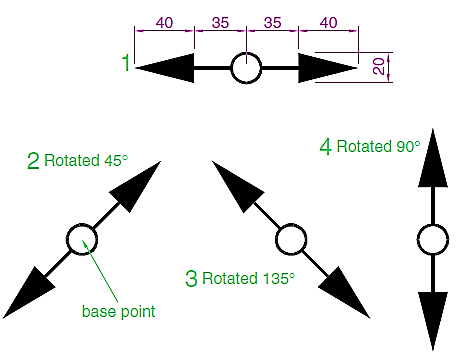 40 35 35 40
1
20
4 Rotated 90°
2 Rotated 45°
3 Rotated 135°
base point